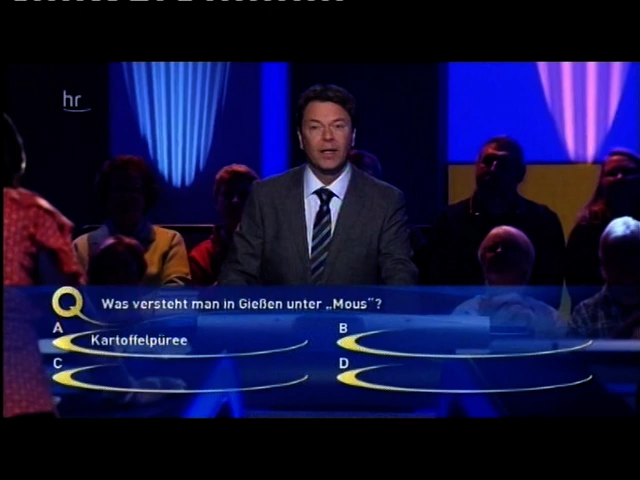 hr
Q
Was versteht man in Gießen unter „Mous“?
A
Kartoffelpüree
B
C
D